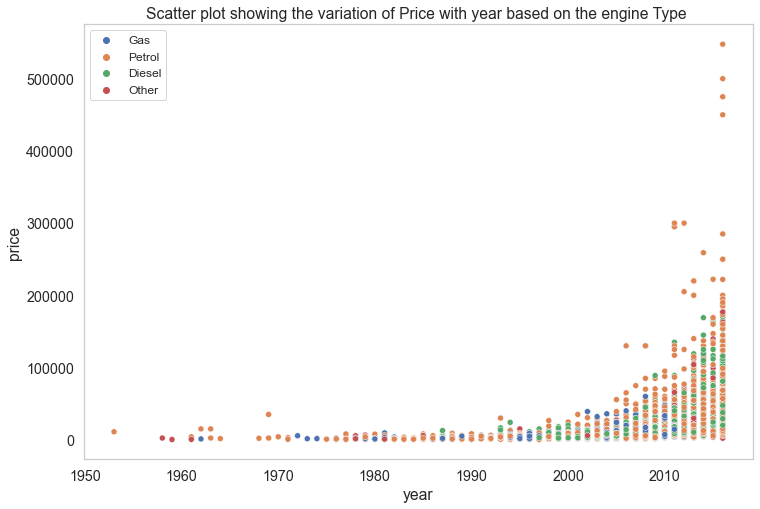 Scatter plot showing the variation of Price with year based on the engine Type
Gas
Petrol
Diesel
Other
500000
400000
300000
200000
100000
0
price
1950 1960 1970 1980 1990 2000 2010
year